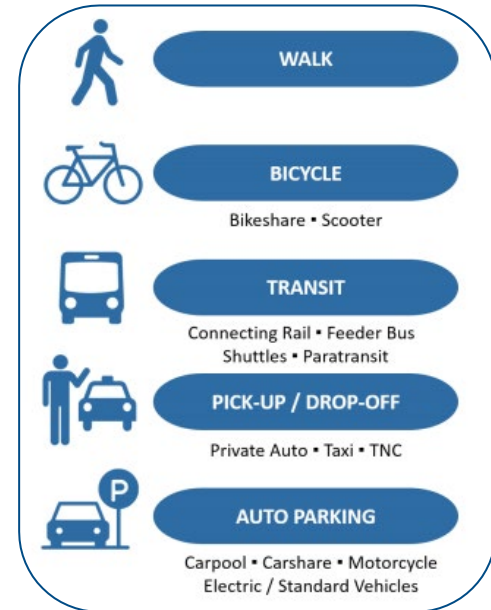 WALK
BICYCLE
Bikeshare ▪ Scooter
TRANSIT
Connecting Rail ▪ Feeder Bus
Shuttles ▪ Paratransit
PICK-UP / DROP-OFF
Private Auto ▪ Taxi ▪ TNC
P
AUTO PARKING
Carpool ▪ Carshare ▪ Motorcycle
Electric / Standard Vehicles